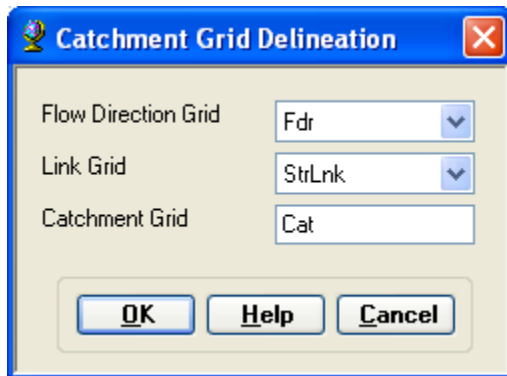 Catchment Grid Delineation
Flow Direction Grid Fdr
Link Grid StrLnk
Catchment Grid Cat
OK Help Cancel